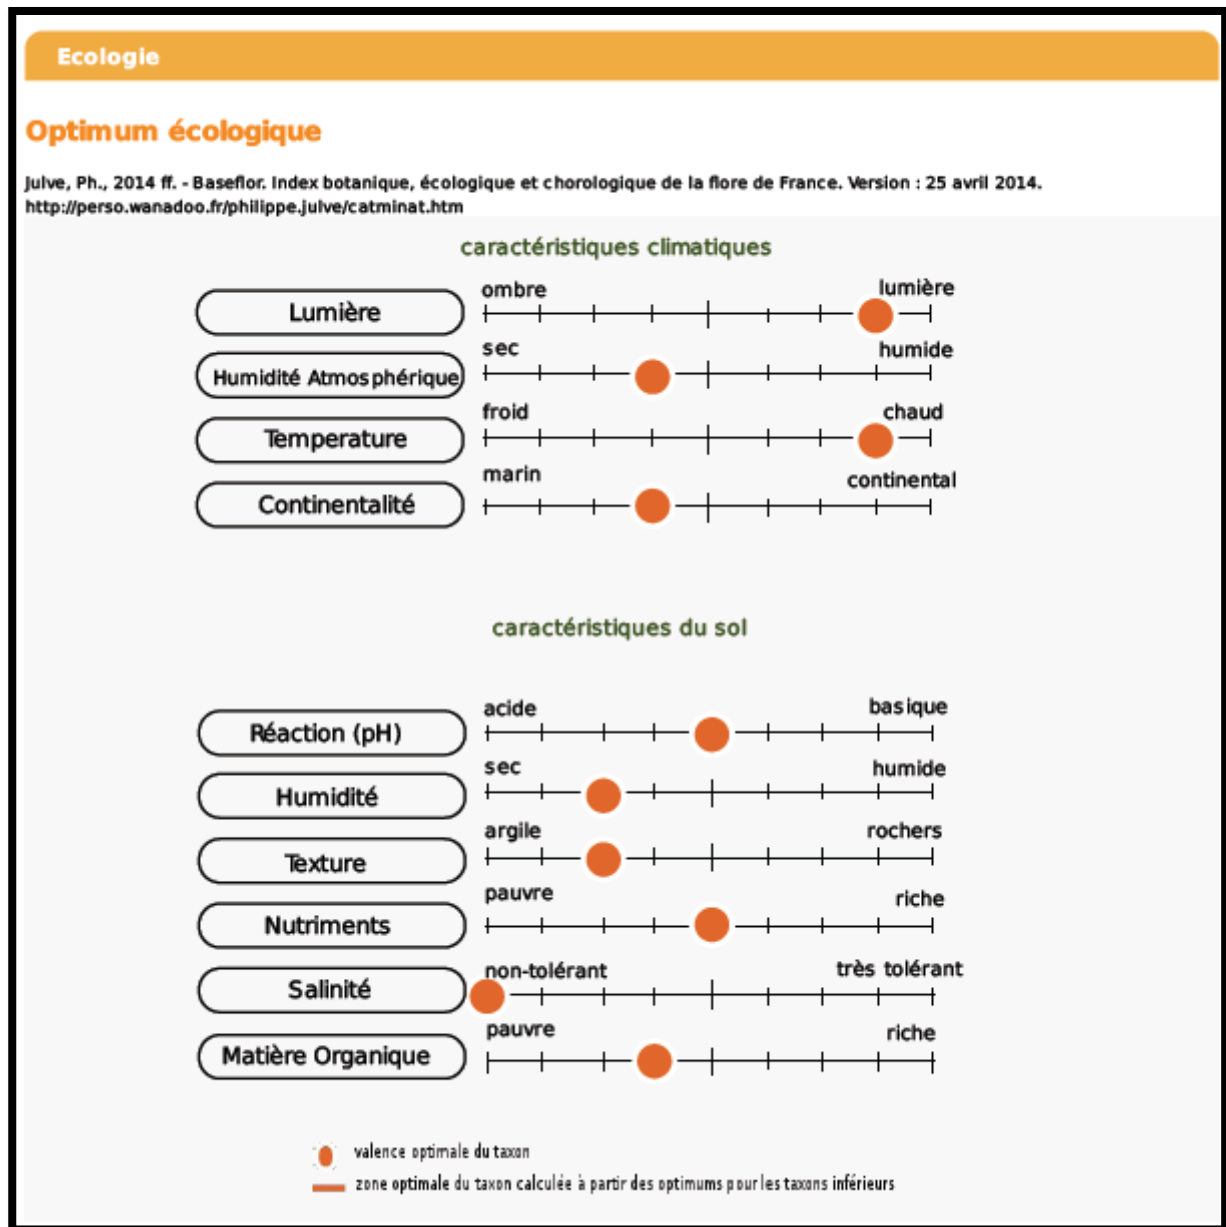 Ecologie
Optimum écologique
Julve, Ph., 2014 ff. - Baseflor. Index botanique, écologique et chorologique de la flore de France. Version : 25 avril 2014.
http://perso.wanadoo.fr/philippe.julve/catminat.htm
caractéristiques climatiques
Lumière ombre lumière
Humidité Atmosphérique sec humide
Temperature froid chaud
Continentalité marin continental
caractéristiques du sol
Réaction (pH) acide basique
Humidité sec humide
Texture argile rochers
Nutriments pauvre riche
Salinité non-tolérant très tolérant
Matière Organique pauvre riche
valence optimale du taxon
zone optimale du taxon calculée à partir des optimums pour les taxons inférieurs